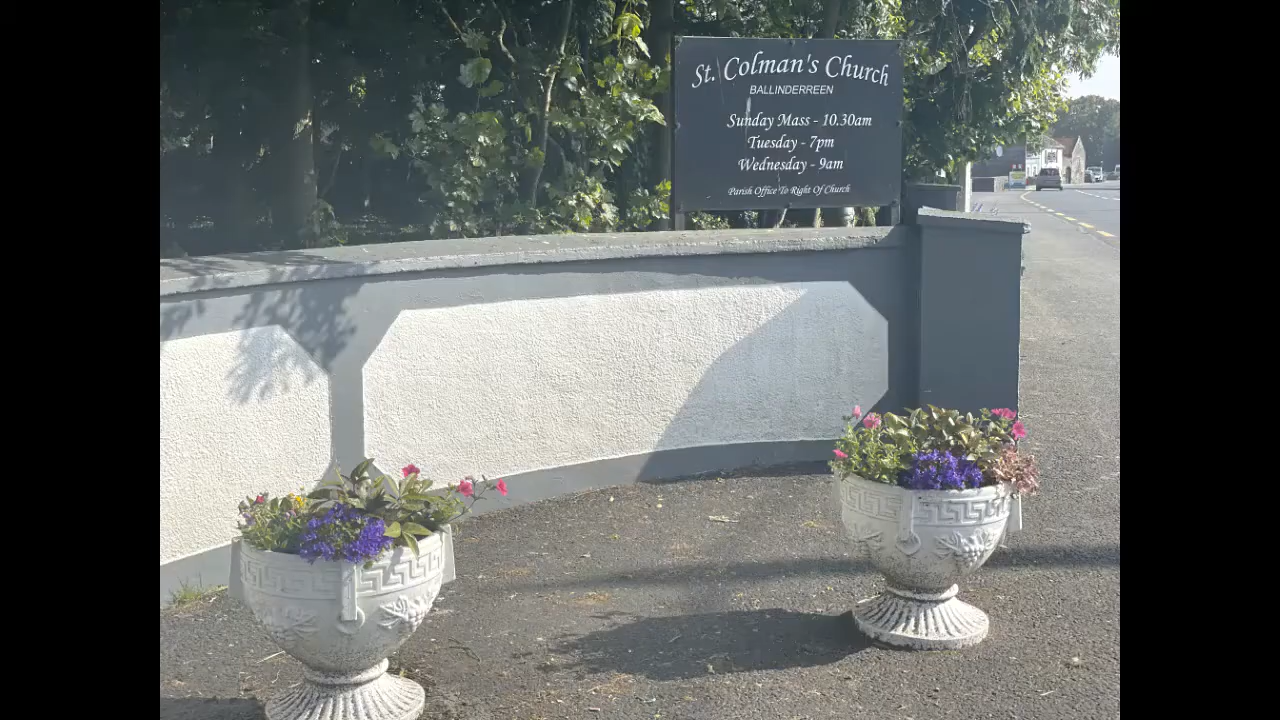 St. Colman's Church
BALLINDERREEN
Sunday Mass - 10.30am
Tuesday - 7pm
Wednesday - 9am
Parish Office To Right Of Church